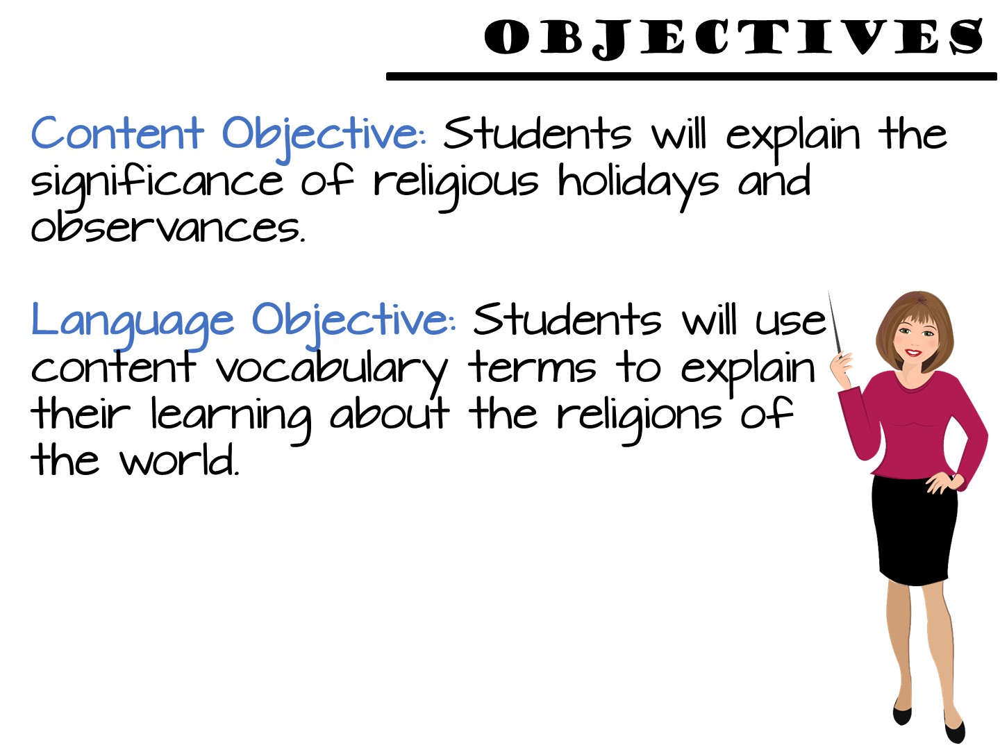 OBJECTIVES
Content Objective: Students will explain the
significance of religious holidays and
observances.
Language Objective: Students will use
content vocabulary terms to explain
their learning about the religions of
the world.